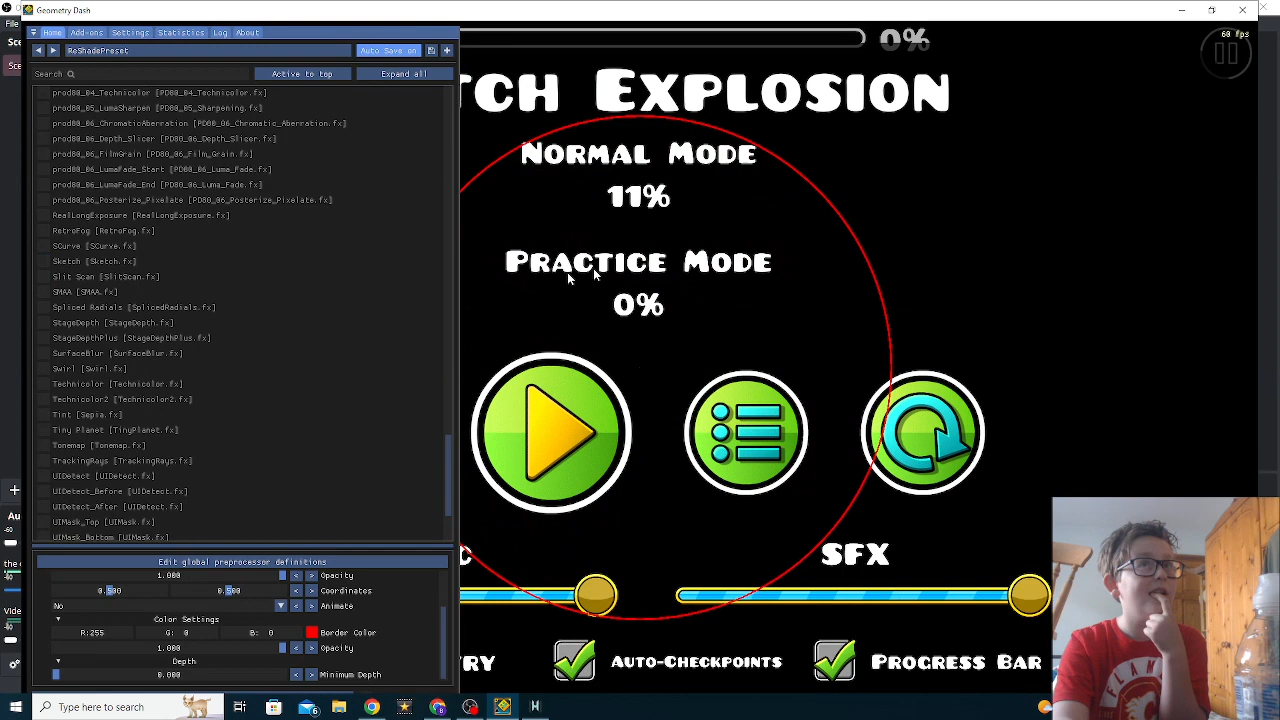 Geometry Dash
Home Add-ons Settings Statistics Log About
ReShadePreset Auto Save on
Search Active to top Expand all
prod80_04_Technicolor [PD80_04_Technicolor.fx]
prod80_05_LumaSharpen [PD80_05_Sharpening.fx]
prod80_06_ChromaticAberration [PD80_06_Chromatic_Aberration.fx]
prod80_06_Depth_Slicer [PD80_06_Depth_Slicer.fx]
prod80_06_FilmGrain [PD80_06_Film_Grain.fx]
prod80_06_LumaFade_Start [PD80_06_Luma_Fade.fx]
prod80_06_LumaFade_End [PD80_06_Luma_Fade.fx]
prod80_06_Posterize_Pixelate [PD80_06_Posterize_Pixelate.fx]
RealLongExposure [RealLongExposure.fx]
RetroFog [RetroFog.fx]
SCurve [SCurve.fx]
Sketch [Sketch.fx]
Slit Scan [SlitScan.fx]
SMAA [SMAA.fx]
Spliced Radials [SplicedRadials.fx]
StageDepth [StageDepth.fx]
StageDepthPlus [StageDepthPlus.fx]
SurfaceBlur [SurfaceBlur.fx]
Swirl [Swirl.fx]
Technicolor [Technicolor.fx]
Technicolor2 [Technicolor2.fx]
Tint [Sepia.fx]
Tiny Planet [TinyPlanet.fx]
Tonemap [Tonemap.fx]
TrackingRays [TrackingRays.fx]
UIDetect [UIDetect.fx]
UIDetect_Before [UIDetect.fx]
UIDetect_After [UIDetect.fx]
UIMask_Top [UIMask.fx]
UIMask_Bottom [UIMask.fx]
Edit global preprocessor definitions
1.000 < > Opacity
0.500 0.500 < > Coordinates
No < > Animate
Color Settings
R:255 G: 0 B: 0 Border Color
1.000 < > Opacity
Depth
0.000 < > Minimum Depth
0%
60 fps
TCH EXPLOSION
NORMAL MODE
11%
PRACTICE MODE
0%
C SFX
RY AUTO-CHECKPOINTS PROGRESS BAR
Type here to search